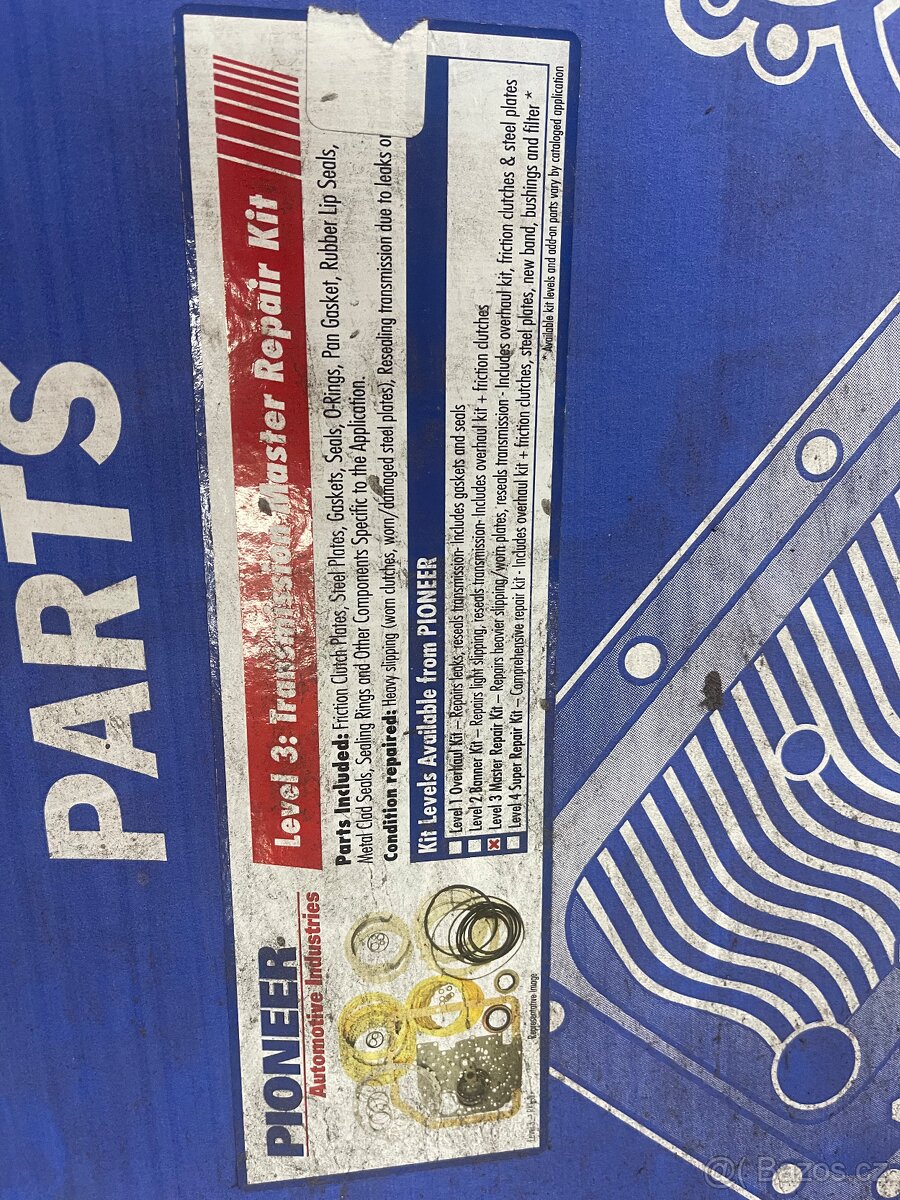 PARTS
PIONEER®
Automotive Industries
Level 3: Transmission Master Repair Kit
Parts Included: Friction Clutch Plates, Steel Plates, Gaskets, Seals, O-Rings, Pan Gasket, Rubber Lip Seals,
Metal Clad Seals, Sealing Rings and Other Components Specific to the Application.
Condition repaired: Heavy slipping (worn clutches, worn/damaged steel plates), Resealing transmission due to leaks or
Kit Levels Available from PIONEER
Level 1 Overhaul Kit – Repairs leaks, reseals transmission- includes gaskets and seals
Level 2 Banner Kit – Repairs light slipping, reseals transmission- Includes overhaul kit + friction clutches
Level 3 Master Repair Kit – Repairs heavier slipping/worn plates, reseals transmission - Includes overhaul kit, friction clutches & steel plates
Level 4 Super Repair Kit – Comprehensive repair kit - Includes overhaul kit + friction clutches, steel plates, new band, bushings and filter *
* Available kit levels and add-on parts vary by cataloged application
Representative Image
Bazos.cz